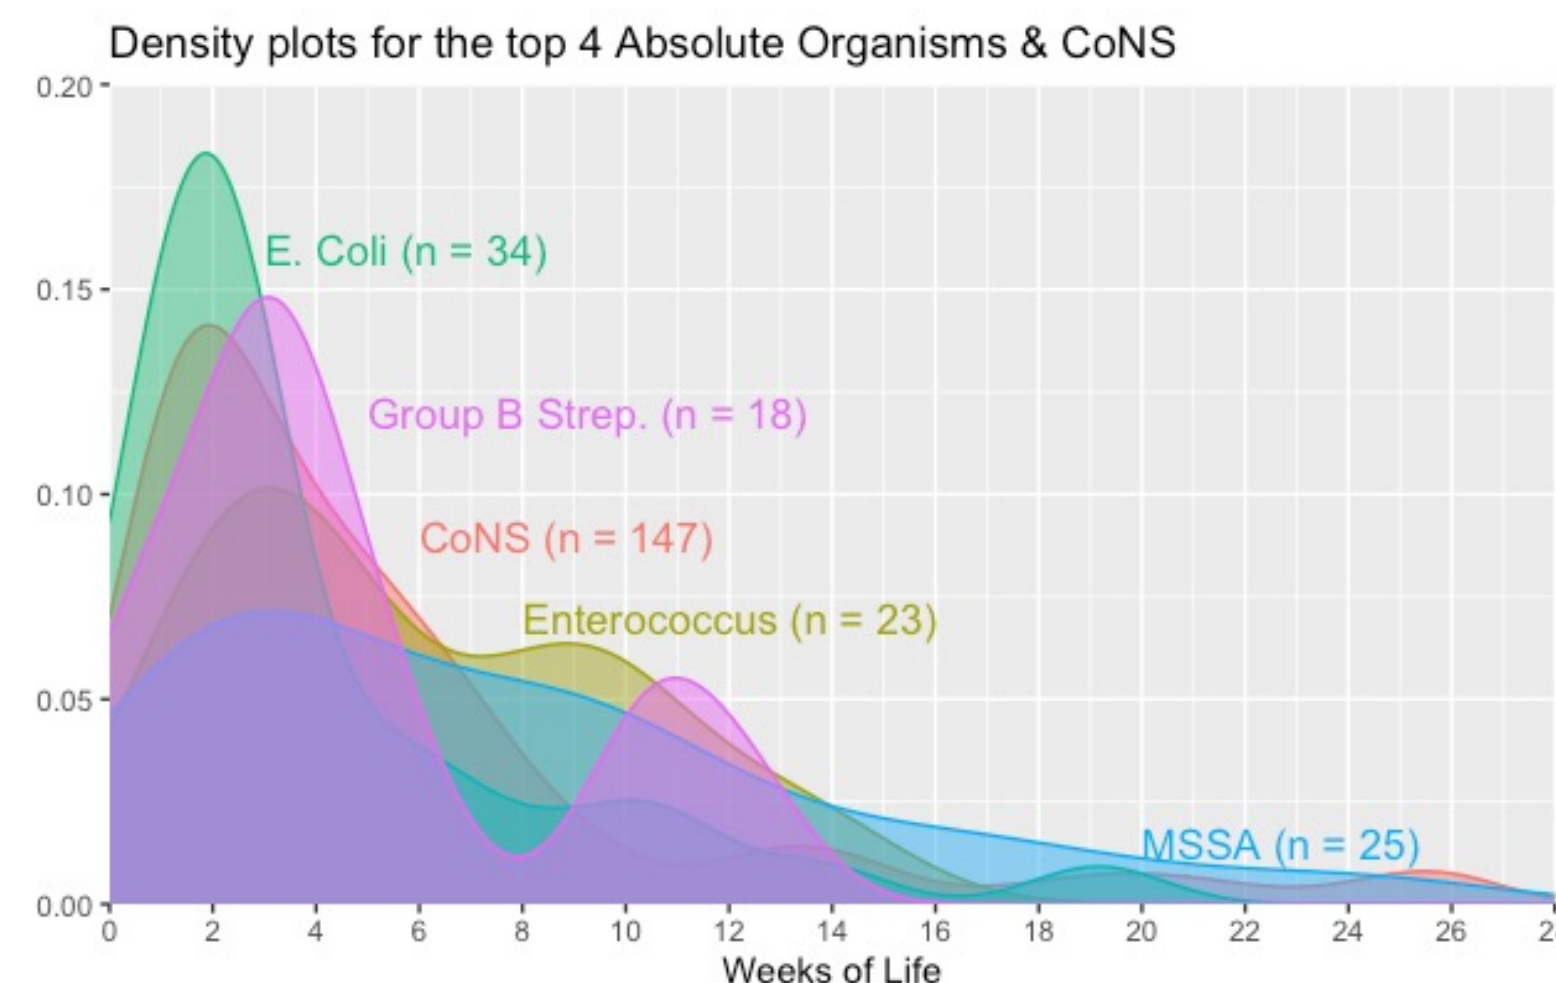 Density plots for the top 4 Absolute Organisms & CoNS
0.20
E. Coli (n = 34)
0.15
Group B Strep. (n = 18)
0.10
CoNS (n = 147)
Enterococcus (n = 23)
0.05
MSSA (n = 25)
0.00
0 2 4 6 8 10 12 14 16 18 20 22 24 26 2
Weeks of Life